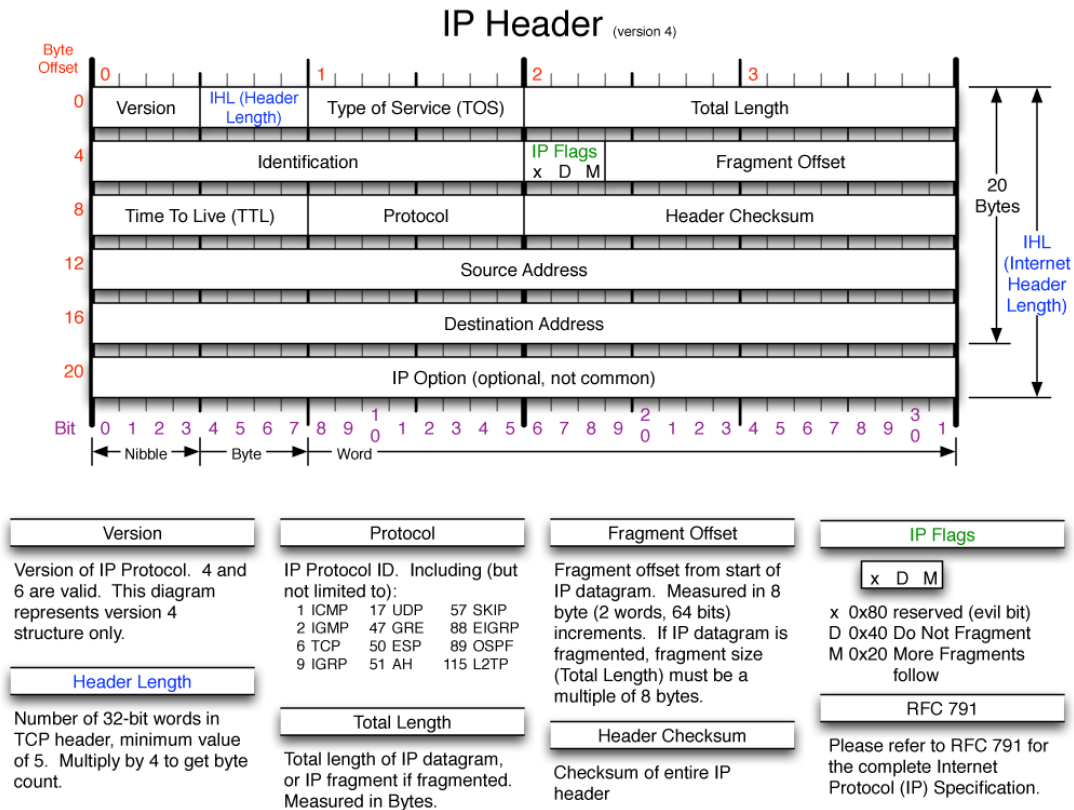 IP Header (version 4)
Byte
Offset
0 1 2 3
0 Version IHL (Header Length) Type of Service (TOS) Total Length
4 Identification IP Flags x D M Fragment Offset
8 Time To Live (TTL) Protocol Header Checksum
12 Source Address
16 Destination Address
20 IP Option (optional, not common)
20
Bytes
IHL
(Internet
Header
Length)
Bit 0 1 2 3 4 5 6 7 8 9 10 1 2 3 4 5 6 7 8 9 20 1 2 3 4 5 6 7 8 9 30 1
Nibble Byte Word
Version
Version of IP Protocol. 4 and
6 are valid. This diagram
represents version 4
structure only.
Header Length
Number of 32-bit words in
TCP header, minimum value
of 5. Multiply by 4 to get byte
count.
Protocol
IP Protocol ID. Including (but
not limited to):
1 ICMP 17 UDP 57 SKIP
2 IGMP 47 GRE 88 EIGRP
6 TCP 50 ESP 89 OSPF
9 IGRP 51 AH 115 L2TP
Total Length
Total length of IP datagram,
or IP fragment if fragmented.
Measured in Bytes.
Fragment Offset
Fragment offset from start of
IP datagram. Measured in 8
byte (2 words, 64 bits)
increments. If IP datagram is
fragmented, fragment size
(Total Length) must be a
multiple of 8 bytes.
Header Checksum
Checksum of entire IP
header
IP Flags
x D M
x 0x80 reserved (evil bit)
D 0x40 Do Not Fragment
M 0x20 More Fragments
follow
RFC 791
Please refer to RFC 791 for
the complete Internet
Protocol (IP) Specification.